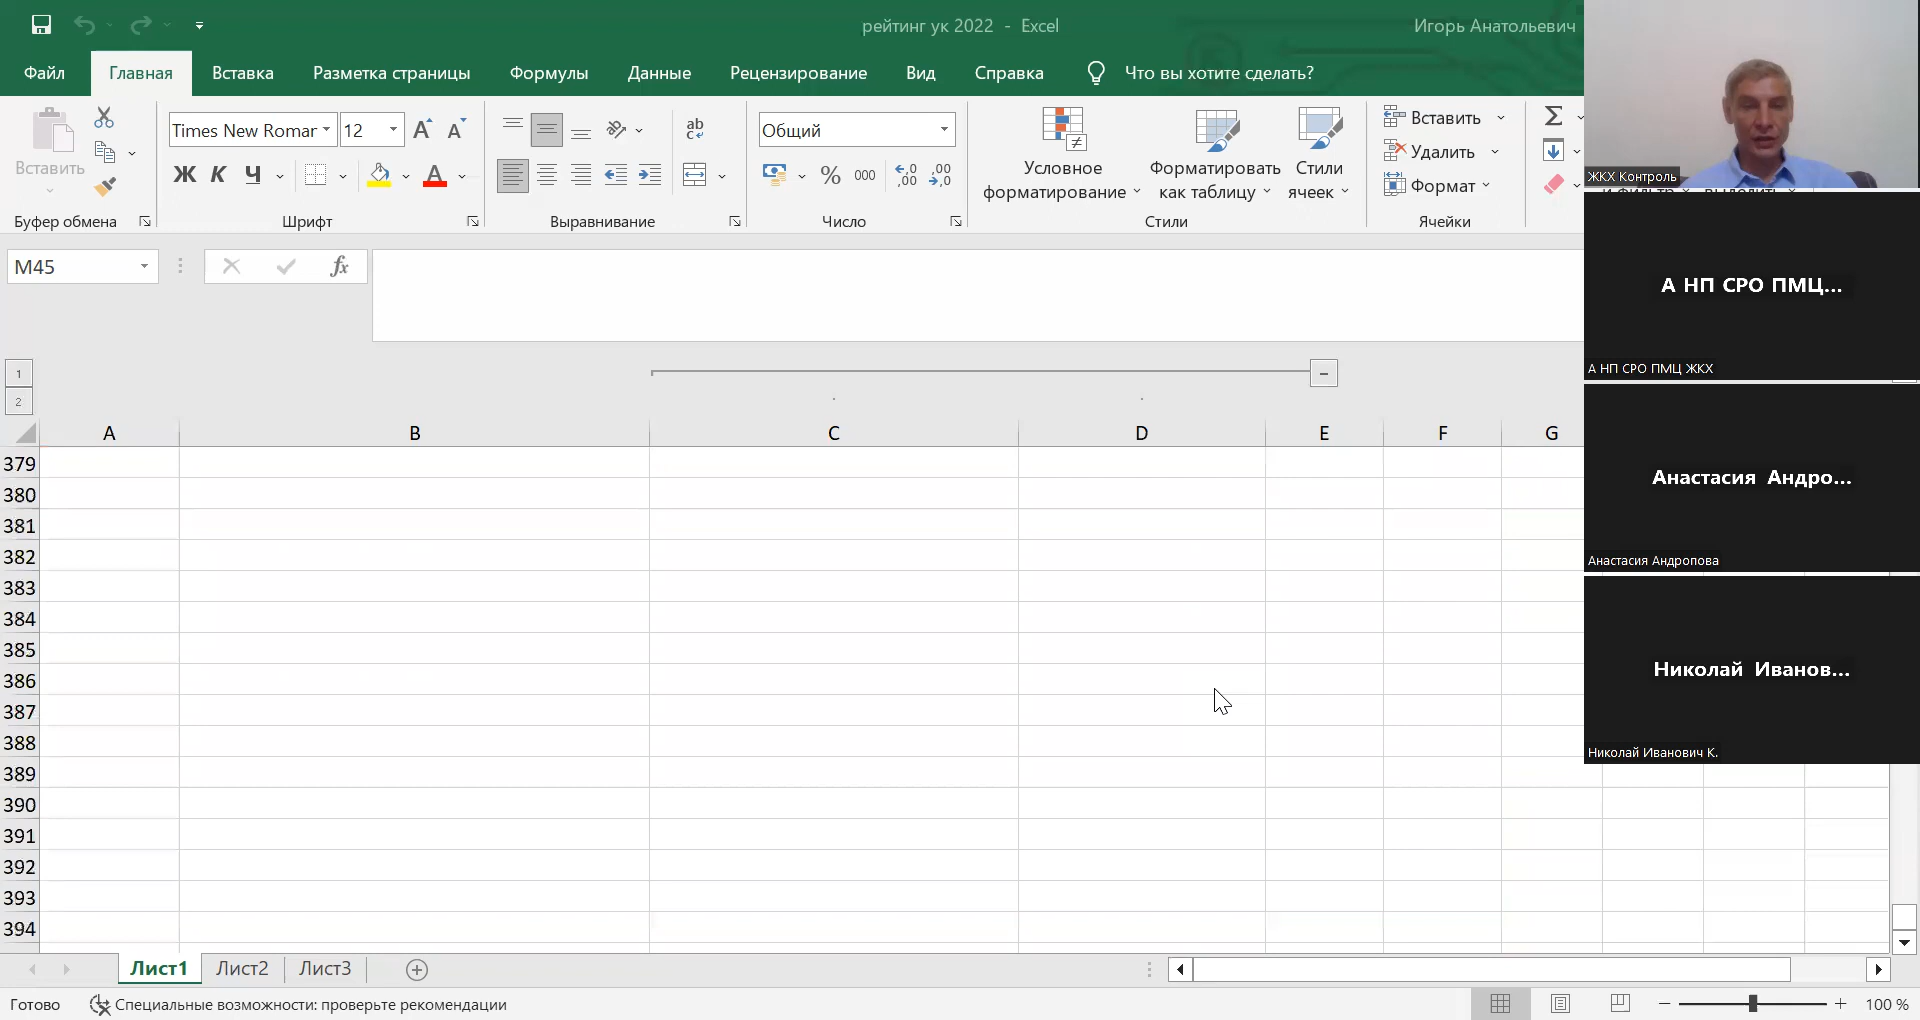 рейтинг ук 2022 - Excel
Игорь Анатольевич
Файл
Главная
Вставка
Разметка страницы
Формулы
Данные
Рецензирование
Вид
Справка
Что вы хотите сделать?
Вставить
Буфер обмена
Times New Romar
12
Ж К Ч
Шрифт
ab
Выравнивание
Общий
% 000
Число
Условное
форматирование
Форматировать
как таблицу
Стили
ячеек
Стили
Вставить
Удалить
Формат
Ячейки
Σ
ЖКХ Контроль
А НП СРО ПМЦ...
А НП СРО ПМЦ ЖКХ
Анастасия Андро...
Анастасия Андропова
Николай Иванов...
Николай Иванович К.
M45
fx
1
2
A B C D E F G
379
380
381
382
383
384
385
386
387
388
389
390
391
392
393
394
Лист1
Лист2
Лист3
Готово
Специальные возможности: проверьте рекомендации
100 %